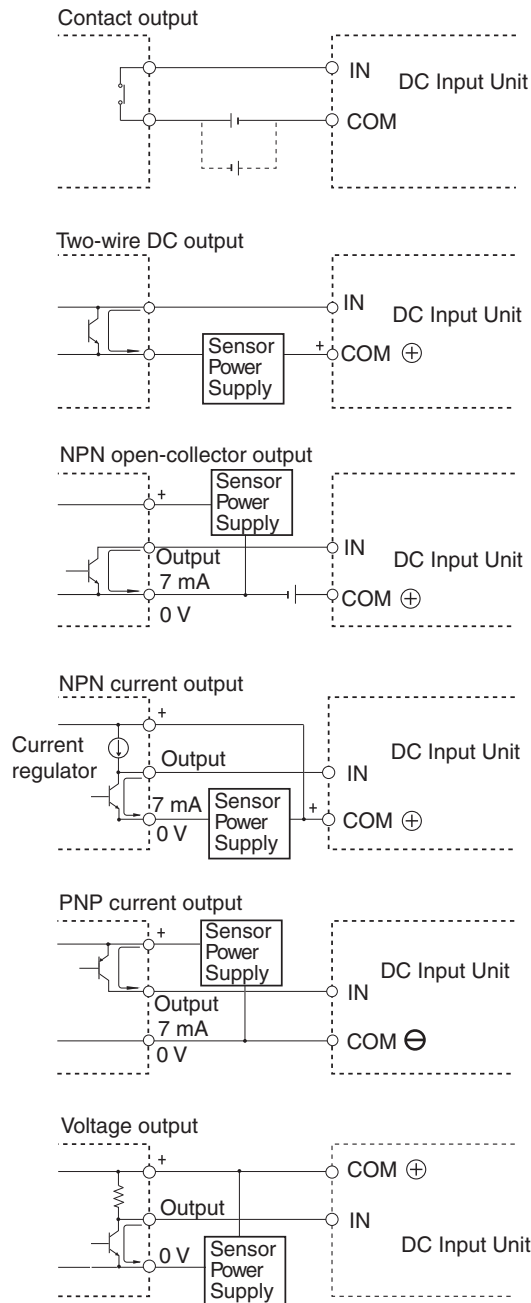 Contact output
IN
DC Input Unit
COM
Two-wire DC output
IN
DC Input Unit
Sensor
Power
Supply
+
COM ⊕
NPN open-collector output
+
Sensor
Power
Supply
Output
IN
7 mA
DC Input Unit
COM ⊕
0 V
NPN current output
+
Current
regulator
DC Input Unit
Output
IN
7 mA
0 V
Sensor
Power
Supply
+
COM ⊕
PNP current output
+
Sensor
Power
Supply
DC Input Unit
Output
IN
7 mA
COM ⊖
0 V
Voltage output
+
COM ⊕
Output
IN
0 V
Sensor
Power
Supply
DC Input Unit